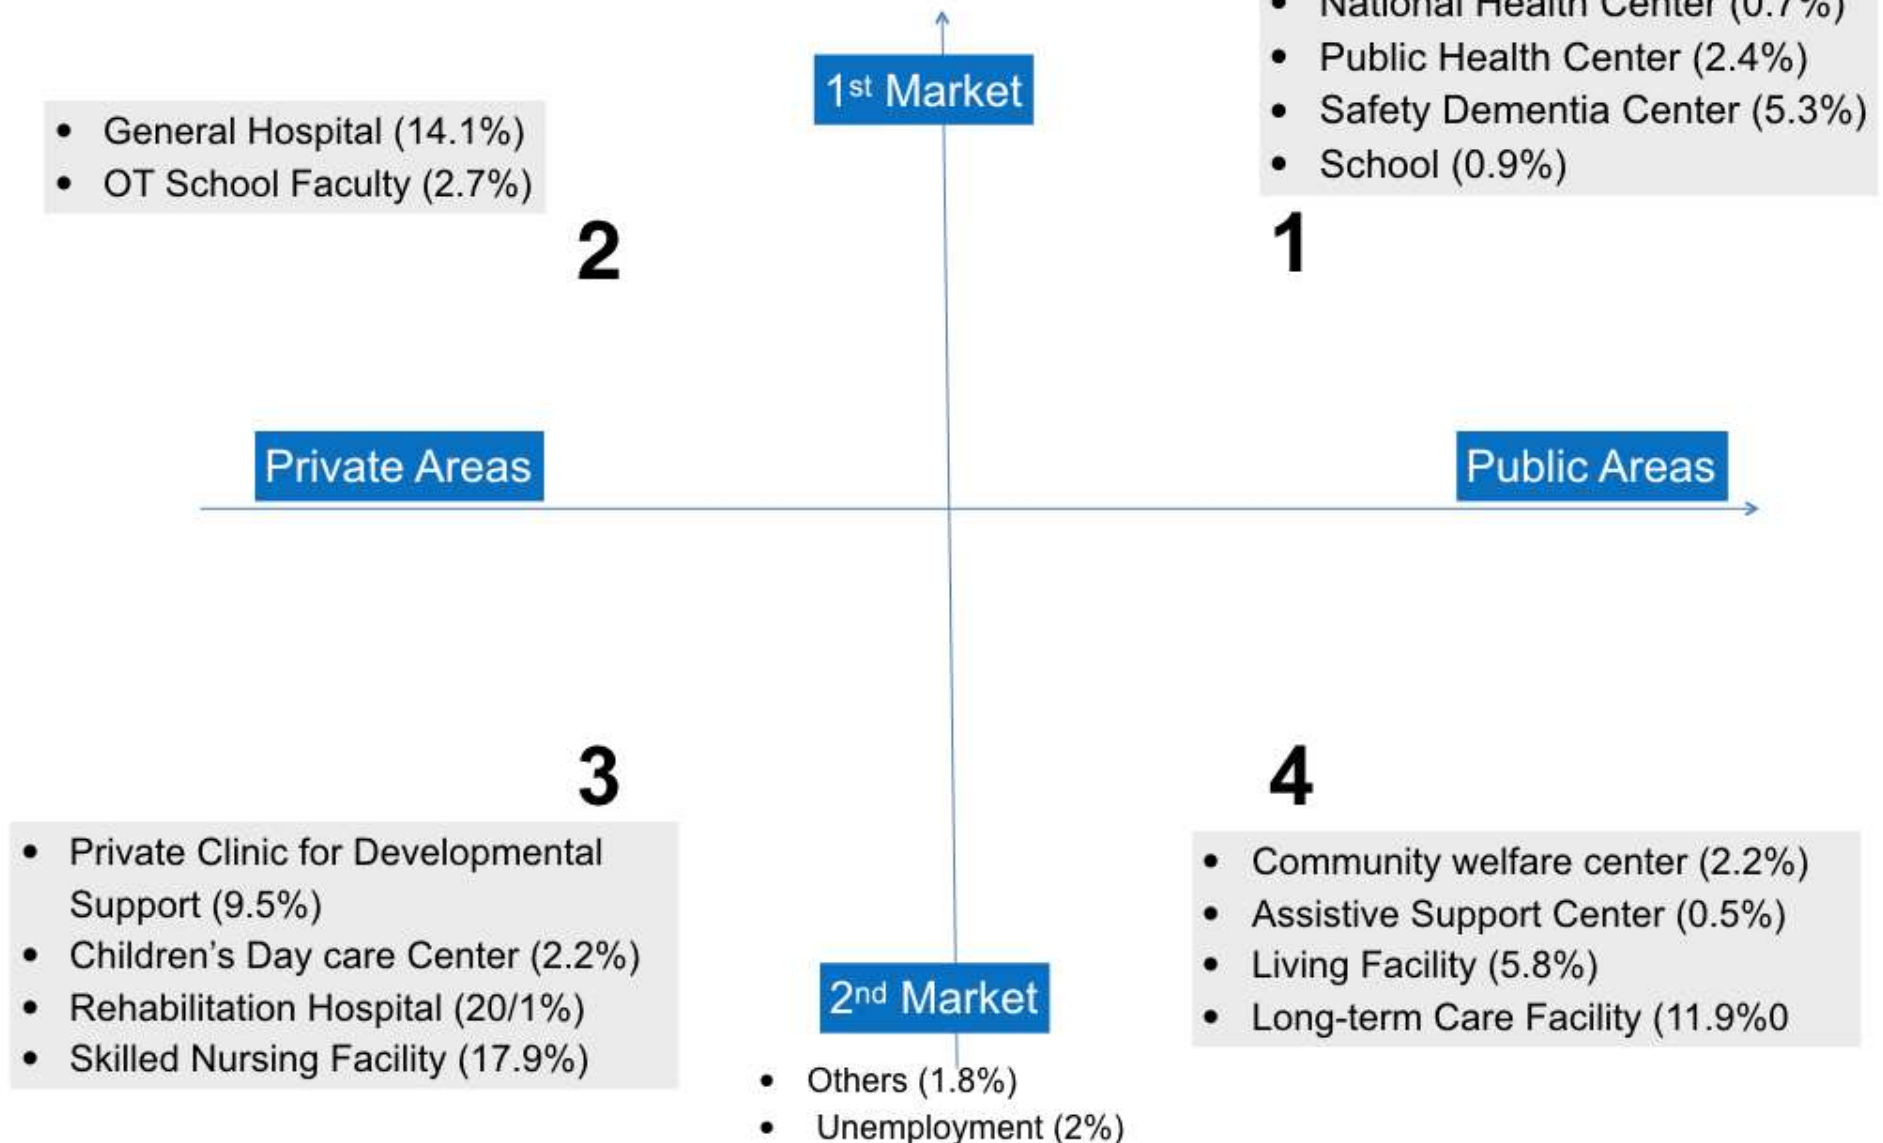 • National Health Center (0.7%)
• Public Health Center (2.4%)
• Safety Dementia Center (5.3%)
• School (0.9%)
1st Market
• General Hospital (14.1%)
• OT School Faculty (2.7%)
2
1
Private Areas
Public Areas
3
4
• Private Clinic for Developmental
Support (9.5%)
• Children’s Day care Center (2.2%)
• Rehabilitation Hospital (20/1%)
• Skilled Nursing Facility (17.9%)
• Community welfare center (2.2%)
• Assistive Support Center (0.5%)
• Living Facility (5.8%)
• Long-term Care Facility (11.9%0
2nd Market
• Others (1.8%)
• Unemployment (2%)